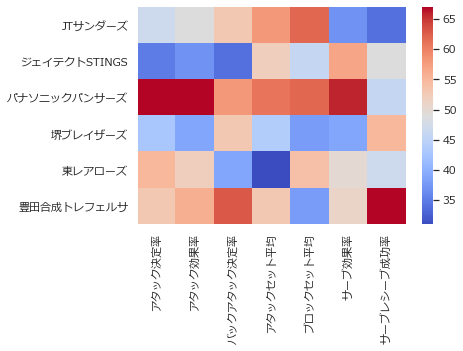 JTサンダーズ
ジェイテクトSTINGS
パナソニックパンサーズ
堺ブレイザーズ
東レアローズ
豊田合成トレフェルサ
アタック決定率
アタック効果率
バックアタック決定率
アタックセット平均
ブロックセット平均
サーブ効果率
サーブレシーブ成功率
65
60
55
50
45
40
35